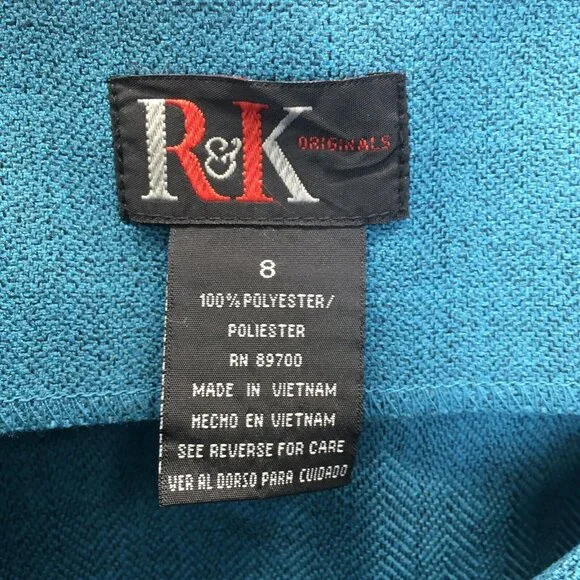 R&K ORIGINALS
8
100% POLYESTER/
POLIESTER
RN 89700
MADE IN VIETNAM
HECHO EN VIETNAM
SEE REVERSE FOR CARE
VER AL DORSO PARA CUIDADO